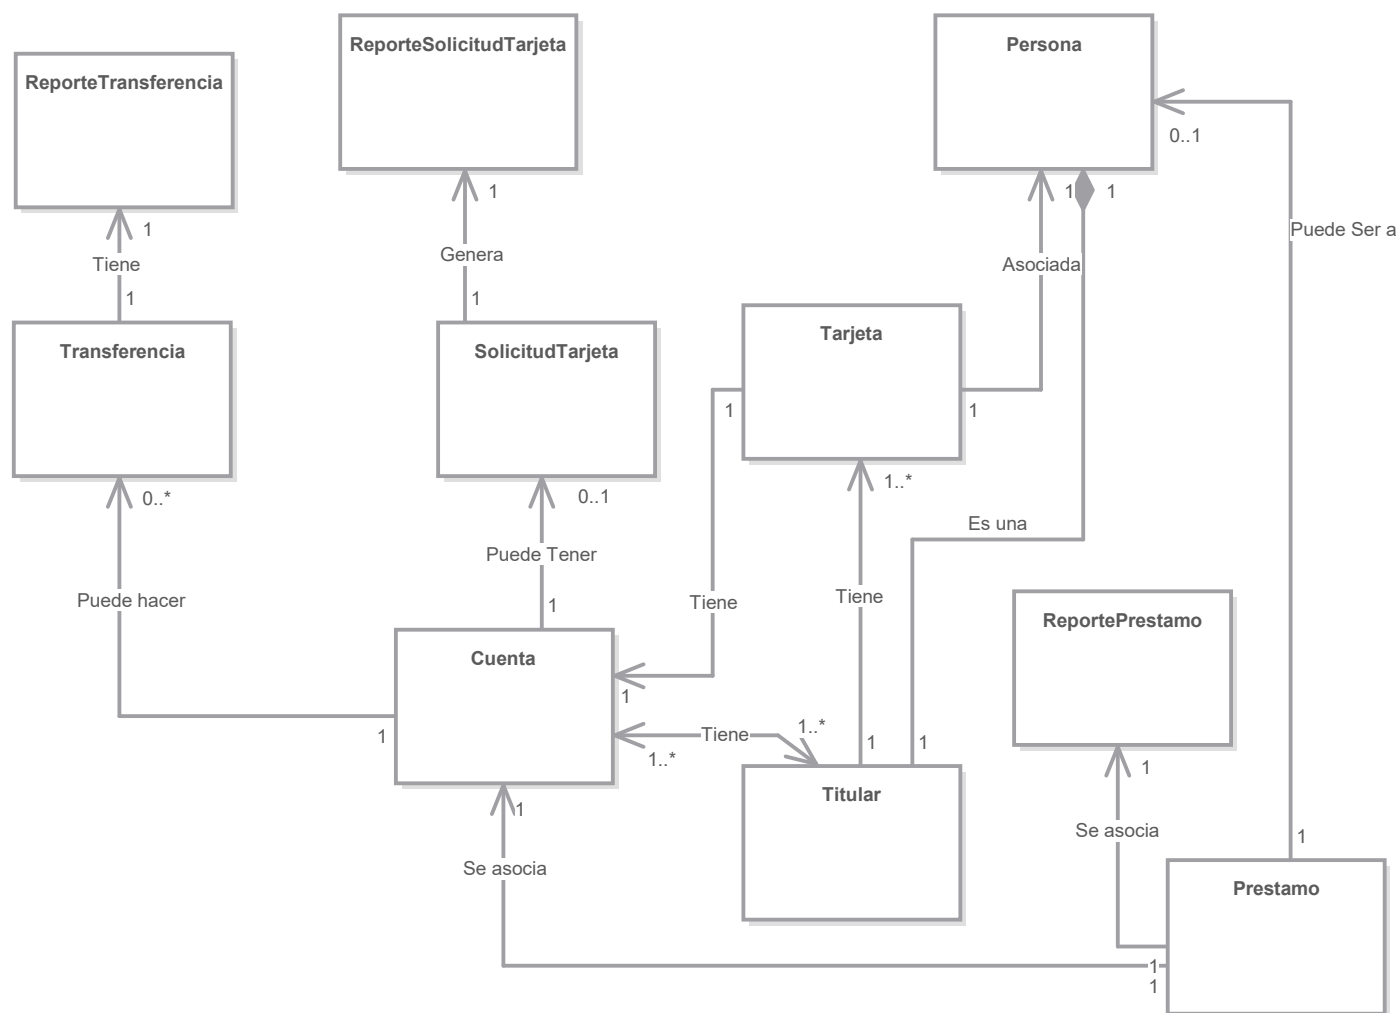 ReporteSolicitudTarjeta
Persona
ReporteTransferencia
0..1
1
1
1
1
Puede Ser a
Genera
Tiene
Asociada
1
1
Tarjeta
Transferencia
SolicitudTarjeta
1
1
1..*
0..*
0..1
Es una
Puede Tener
Tiene
Puede hacer
Tiene
1
ReportePrestamo
Cuenta
1
1..*
1
Tiene
1
1
1..*
1
Titular
1
Se asocia
1
Se asocia
Prestamo
1
1